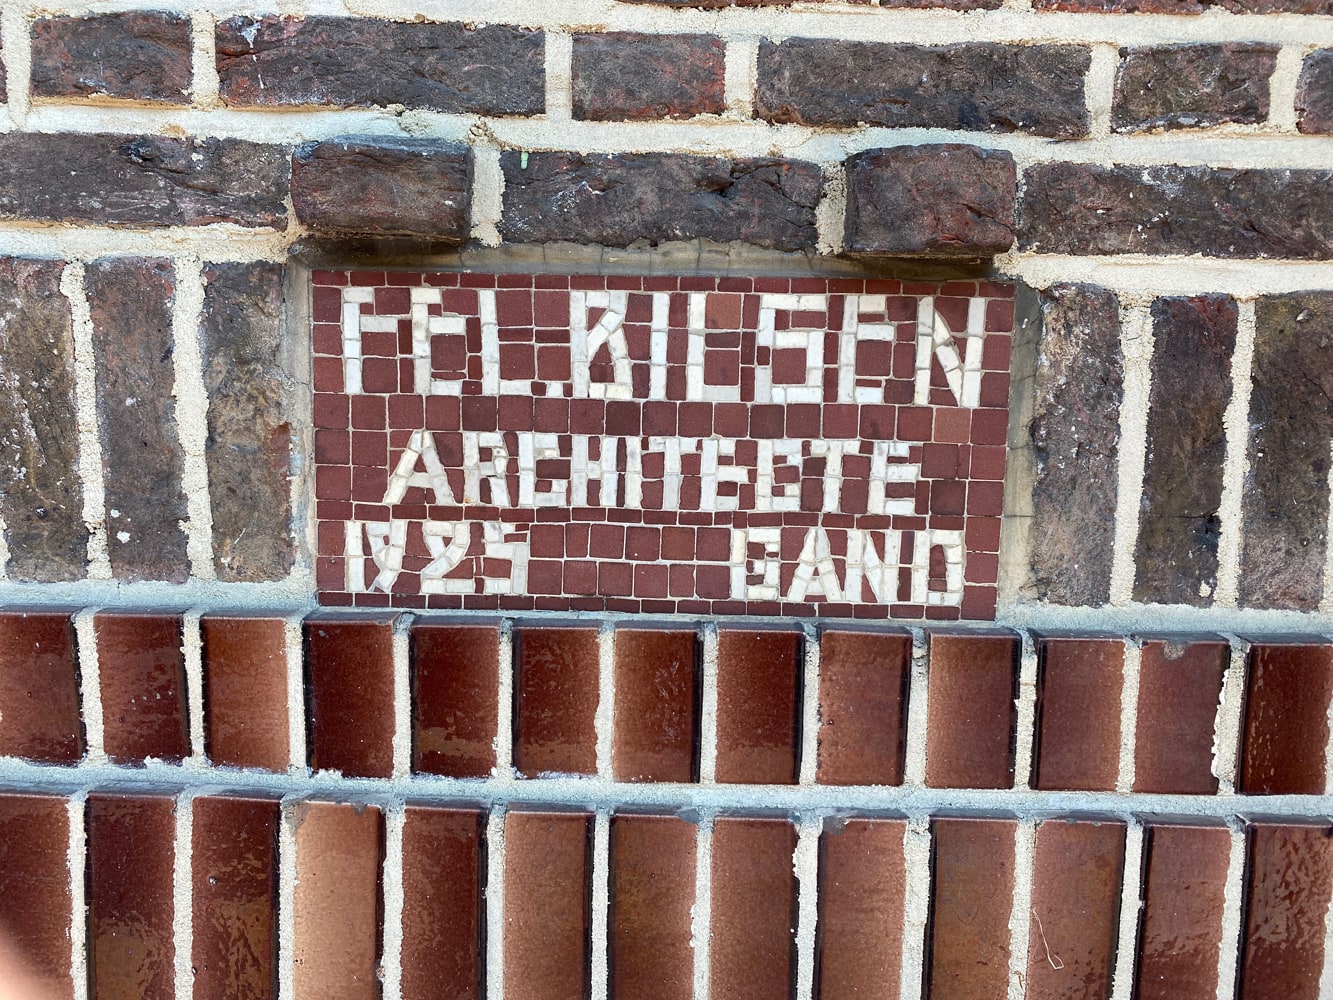 FEL. BILSEN
ARCHITECTE
1925 GAND